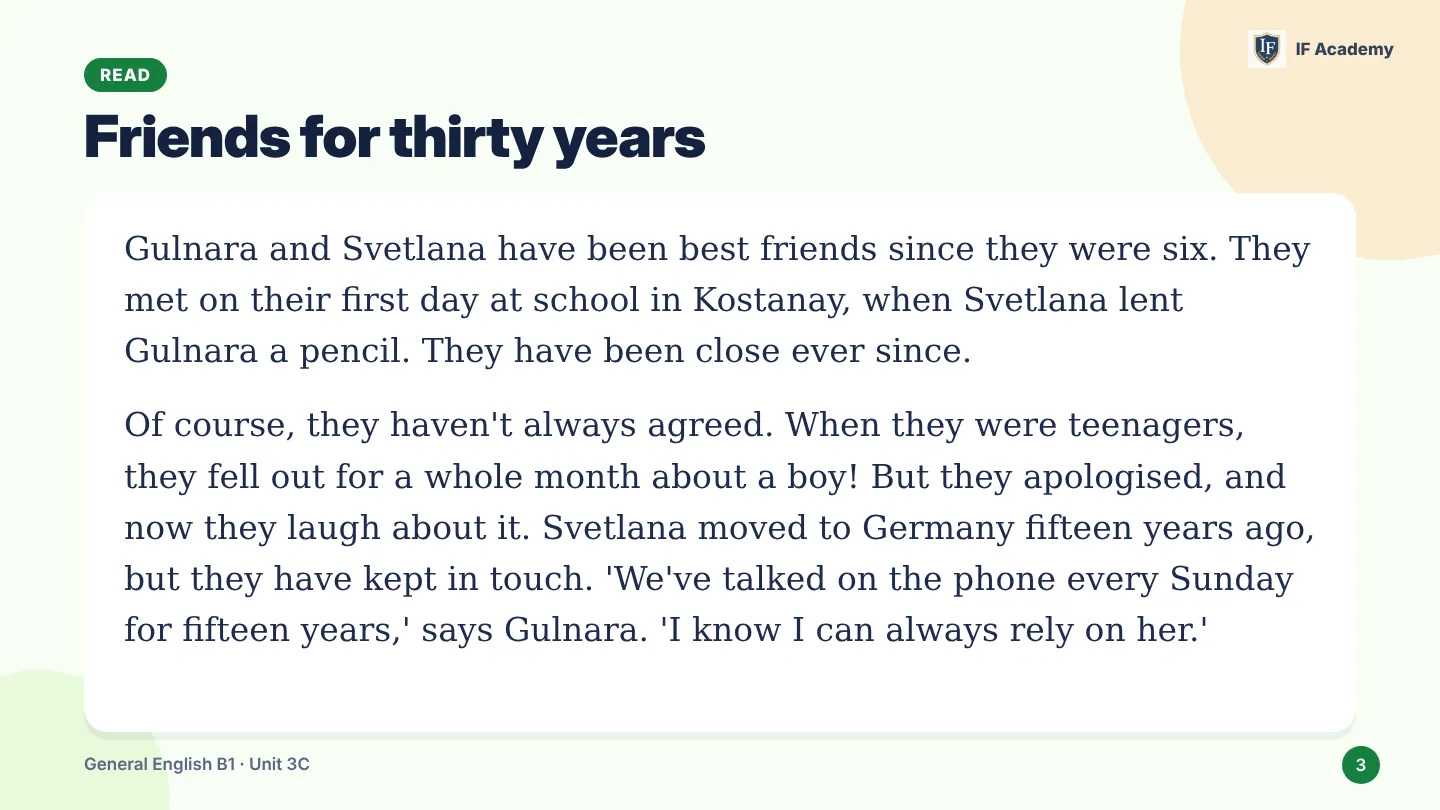 IF
IF Academy
READ
Friends for thirty years
Gulnara and Svetlana have been best friends since they were six. They
met on their first day at school in Kostanay, when Svetlana lent
Gulnara a pencil. They have been close ever since.
Of course, they haven't always agreed. When they were teenagers,
they fell out for a whole month about a boy! But they apologised, and
now they laugh about it. Svetlana moved to Germany fifteen years ago,
but they have kept in touch. 'We've talked on the phone every Sunday
for fifteen years,' says Gulnara. 'I know I can always rely on her.'
General English B1 · Unit 3C
3